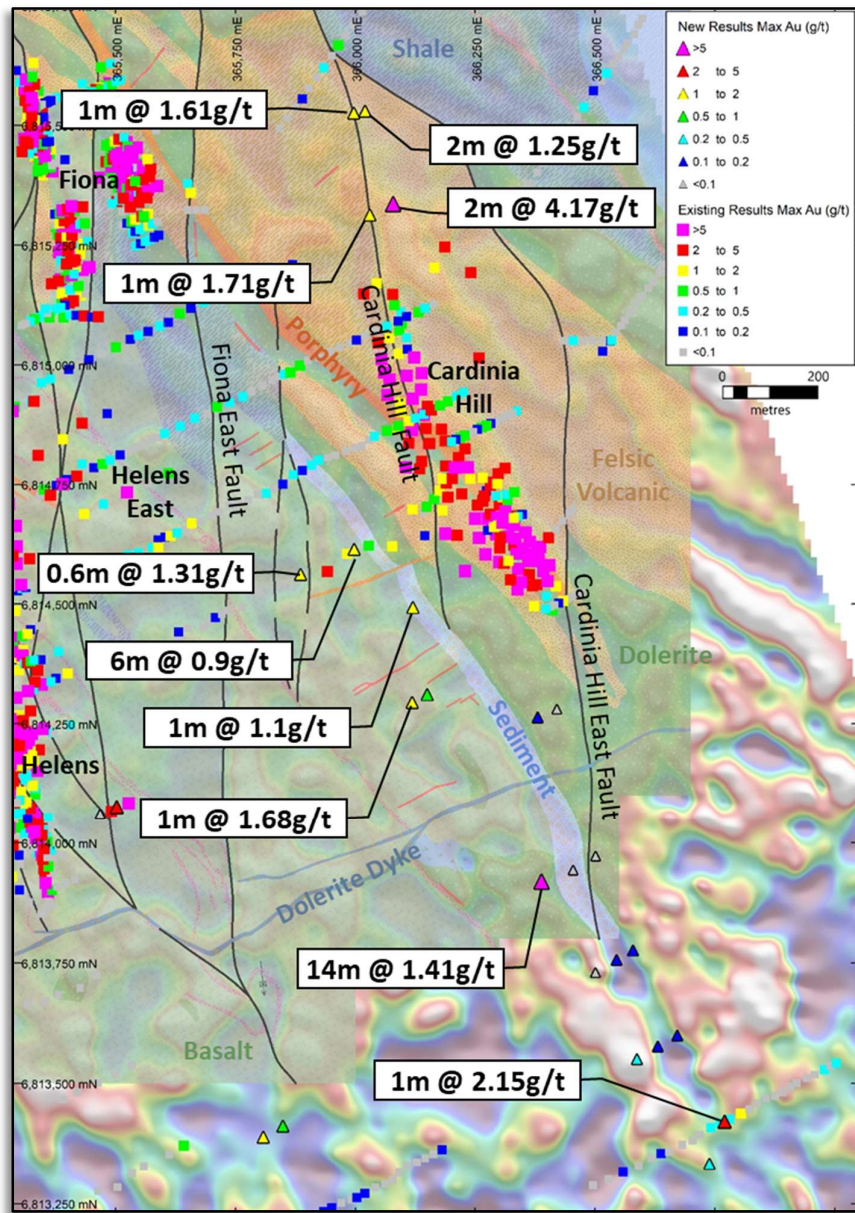 365,500 mE
365,750 mE
366,000 mE
366,250 mE
366,500 mE
Shale
New Results Max Au (g/t)
>5
2 to 5
1 to 2
0.5 to 1
0.2 to 0.5
0.1 to 0.2
<0.1
Existing Results Max Au (g/t)
>5
2 to 5
1 to 2
0.5 to 1
0.2 to 0.5
0.1 to 0.2
<0.1
0 200
metres
1m @ 1.61g/t
2m @ 1.25g/t
Fiona
2m @ 4.17g/t
6,815,250 mN
1m @ 1.71g/t
Porphyry
Cardinia Hill Fault
6,815,000 mN
Fiona East Fault
Cardinia
Hill
Felsic
Volcanic
6,814,750 mN
Helens
East
0.6m @ 1.31g/t
6,814,500 mN
Cardinia Hill East Fault
6m @ 0.9g/t
Dolerite
1m @ 1.1g/t
Sediment
6,814,250 mN
Helens
1m @ 1.68g/t
6,814,000 mN
Dolerite Dyke
14m @ 1.41g/t
6,813,750 mN
Basalt
1m @ 2.15g/t
6,813,500 mN
6,813,250 mN